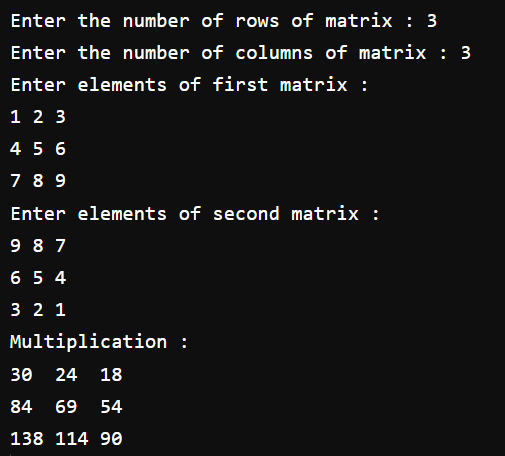 Enter the number of rows of matrix : 3
Enter the number of columns of matrix : 3
Enter elements of first matrix :
1 2 3
4 5 6
7 8 9
Enter elements of second matrix :
9 8 7
6 5 4
3 2 1
Multiplication :
30  24  18
84  69  54
138 114 90